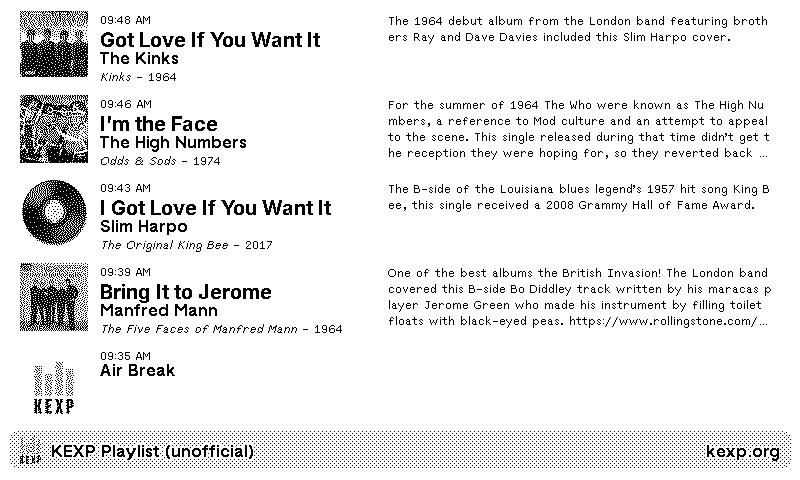 09:48 AM
Got Love If You Want It
The Kinks
Kinks - 1964
The 1964 debut album from the London band featuring broth
ers Ray and Dave Davies included this Slim Harpo cover.
09:46 AM
I'm the Face
The High Numbers
Odds & Sods - 1974
For the summer of 1964 The Who were known as The High Nu
mbers, a reference to Mod culture and an attempt to appeal
to the scene. This single released during that time didn't get t
he reception they were hoping for, so they reverted back ...
09:43 AM
I Got Love If You Want It
Slim Harpo
The Original King Bee - 2017
The B-side of the Louisiana blues legend's 1957 hit song King B
ee, this single received a 2008 Grammy Hall of Fame Award.
09:39 AM
Bring It to Jerome
Manfred Mann
The Five Faces of Manfred Mann - 1964
One of the best albums the British Invasion! The London band
covered this B-side Bo Diddley track written by his maracas p
layer Jerome Green who made his instrument by filling toilet
floats with black-eyed peas. https://www.rollingstone.com/...
09:35 AM
Air Break
KEXP
KEXP
KEXP Playlist (unofficial)
kexp.org